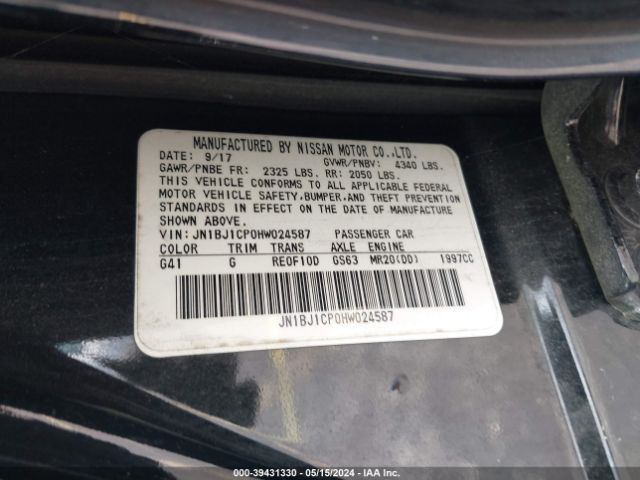 MANUFACTURED BY NISSAN MOTOR CO.,LTD.
DATE: 9/17 GVWR/PNBV: 4340 LBS.
GAWR/PNBE FR: 2325 LBS. RR: 2050 LBS.
THIS VEHICLE CONFORMS TO ALL APPLICABLE FEDERAL
MOTOR VEHICLE SAFETY,BUMPER,AND THEFT PREVENTION
STANDARDS IN EFFECT ON THE DATE OF MANUFACTURE
SHOWN ABOVE.
VIN: JN1BJ1CP0HW024587 PASSENGER CAR
COLOR TRIM TRANS AXLE ENGINE
G41 G RE0F10D GS63 MR20(DD) 1997CC
JN1BJ1CP0HW024587
000-39431330 - 05/15/2024 - IAA Inc.